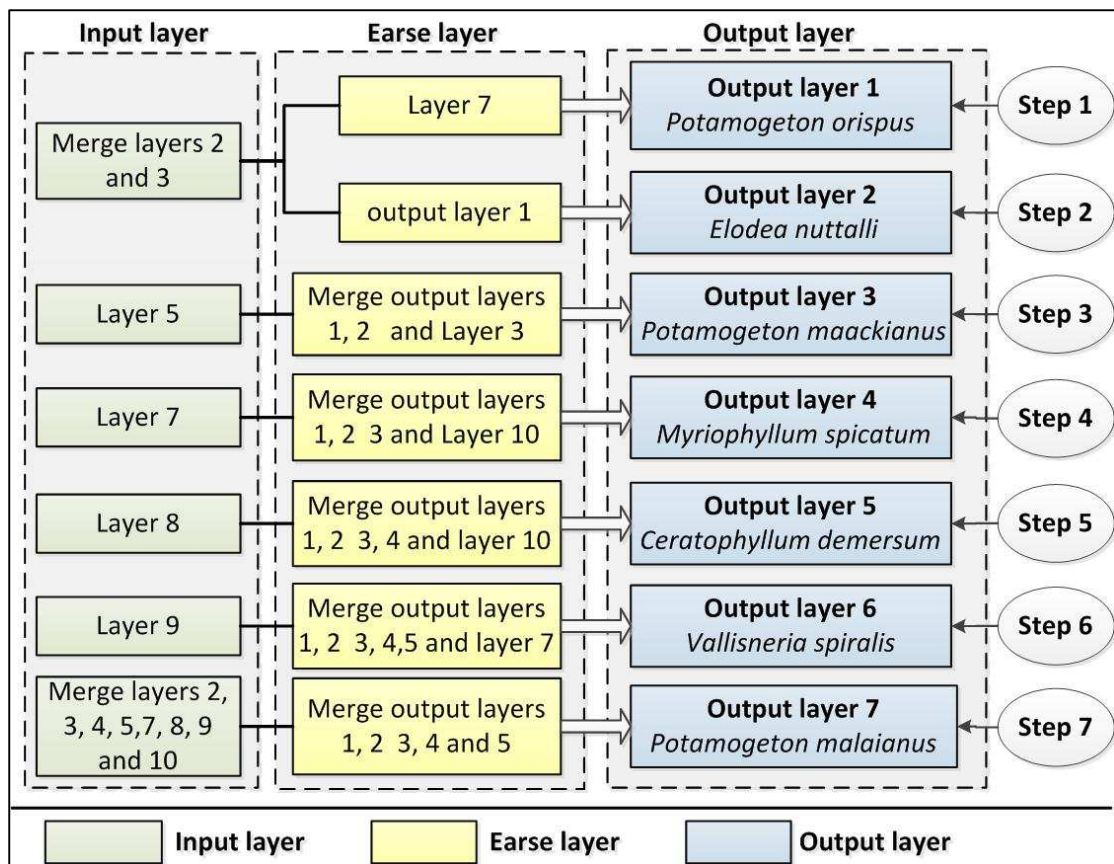 Input layer
Earse layer
Output layer
Merge layers 2
and 3
Layer 7
Output layer 1
Potamogeton orispus
Step 1
output layer 1
Output layer 2
Elodea nuttalli
Step 2
Layer 5
Merge output layers
1, 2 and Layer 3
Output layer 3
Potamogeton maackianus
Step 3
Layer 7
Merge output layers
1, 2 3 and Layer 10
Output layer 4
Myriophyllum spicatum
Step 4
Layer 8
Merge output layers
1, 2 3, 4 and layer 10
Output layer 5
Ceratophyllum demersum
Step 5
Layer 9
Merge output layers
1, 2 3, 4,5 and layer 7
Output layer 6
Vallisneria spiralis
Step 6
Merge layers 2,
3, 4, 5,7, 8, 9
and 10
Merge output layers
1, 2 3, 4 and 5
Output layer 7
Potamogeton malaianus
Step 7
Input layer
Earse layer
Output layer